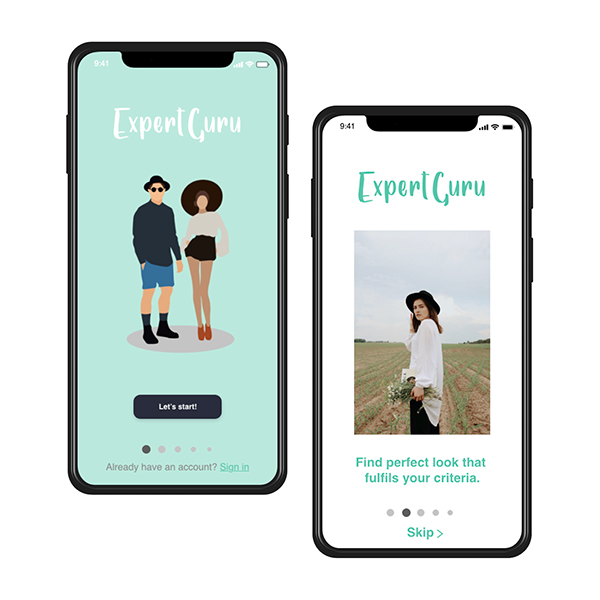 9:41
ExpertGuru
Let's start!
Already have an account? Sign in
9:41
ExpertGuru
Find perfect look that
fulfils your criteria.
Skip >